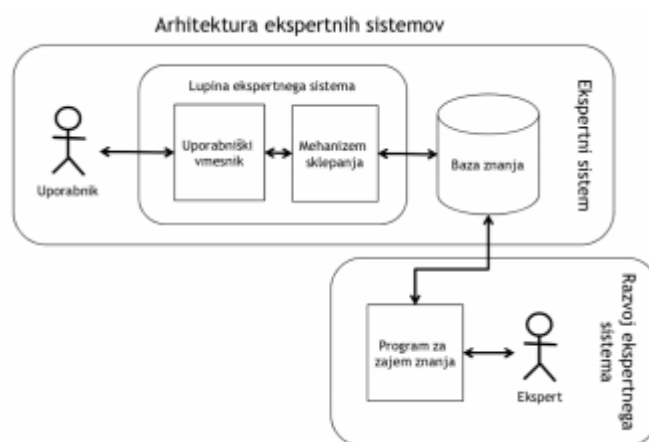 Arhitektura ekspertnih sistemov
Lupina ekspertnega sistema
Uporabniški
vmesnik
Mehanizem
sklepanja
Baza znanja
Uporabnik
Ekspertni sistem
Program za
zajem znanja
Ekspert
Razvoj ekspertnega
sistema